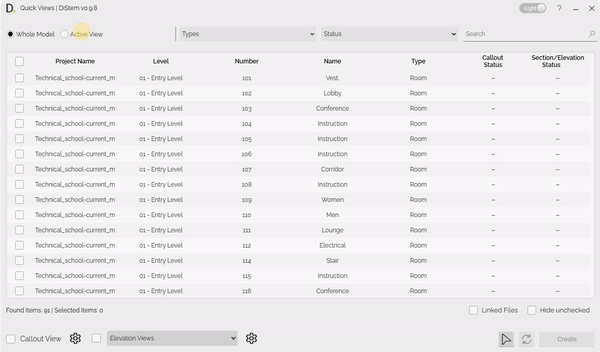 D. Quick Views | DiStem v0.9.8 Light ?
Whole Model Active View Types Status Search
Project Name Level Number Name Type Callout Status Section/Elevation Status
Technical_school-current_m 01 - Entry Level 101 Vest. Room – –
Technical_school-current_m 01 - Entry Level 102 Lobby Room – –
Technical_school-current_m 01 - Entry Level 103 Conference Room – –
Technical_school-current_m 01 - Entry Level 104 Instruction Room – –
Technical_school-current_m 01 - Entry Level 105 Instruction Room – –
Technical_school-current_m 01 - Entry Level 106 Instruction Room – –
Technical_school-current_m 01 - Entry Level 107 Corridor Room – –
Technical_school-current_m 01 - Entry Level 108 Instruction Room – –
Technical_school-current_m 01 - Entry Level 109 Women Room – –
Technical_school-current_m 01 - Entry Level 110 Men Room – –
Technical_school-current_m 01 - Entry Level 111 Lounge Room – –
Technical_school-current_m 01 - Entry Level 112 Electrical Room – –
Technical_school-current_m 01 - Entry Level 114 Stair Room – –
Technical_school-current_m 01 - Entry Level 115 Instruction Room – –
Technical_school-current_m 01 - Entry Level 116 Conference Room – –
Found Items: 91 | Selected Items: 0 Linked Files Hide unchecked
Callout View Elevation Views Create